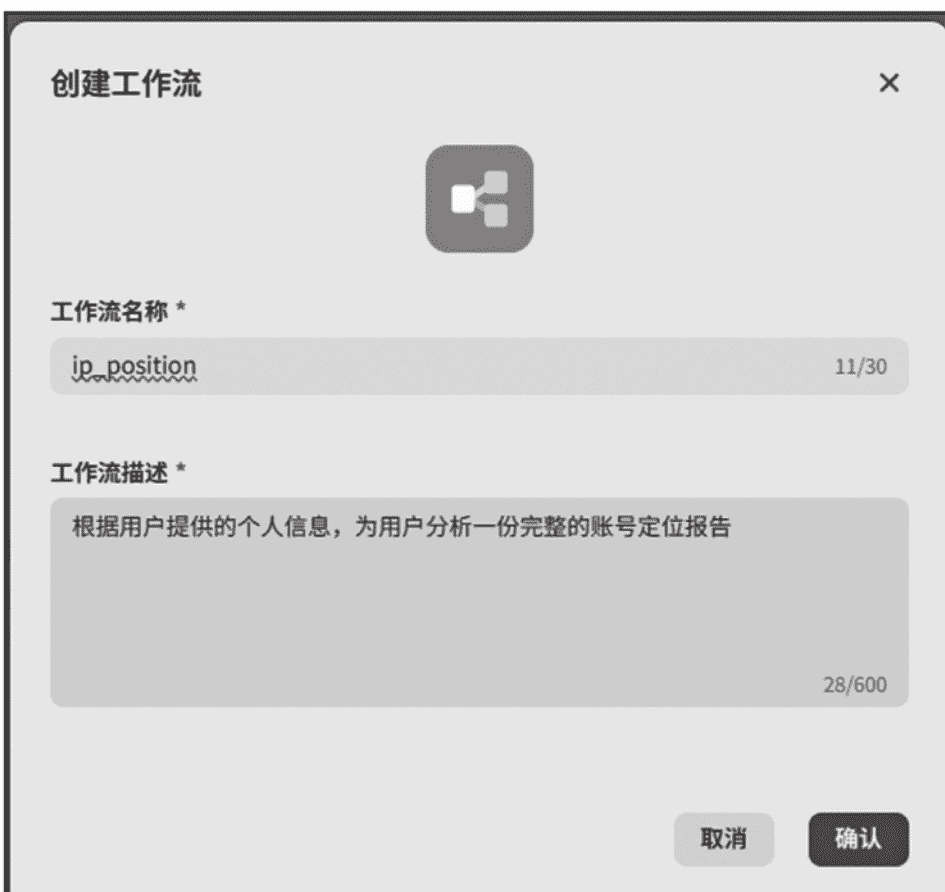 创建工作流
工作流名称 *
ip_position
11/30
工作流描述 *
根据用户提供的个人信息，为用户分析一份完整的账号定位报告
28/600
取消
确认